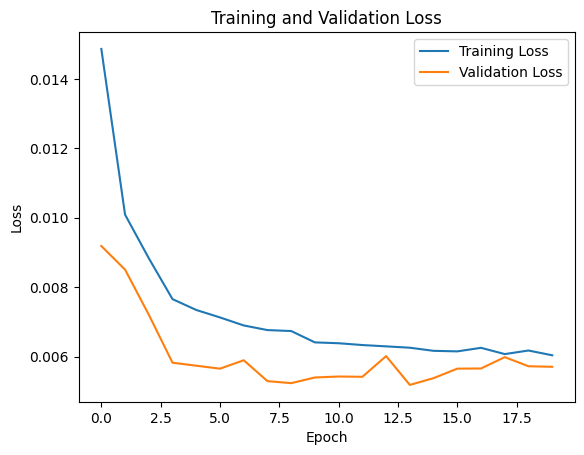 Training and Validation Loss
Training Loss
Validation Loss
0.014
0.012
0.010
0.008
0.006
Loss
0.0
2.5
5.0
7.5
10.0
12.5
15.0
17.5
Epoch